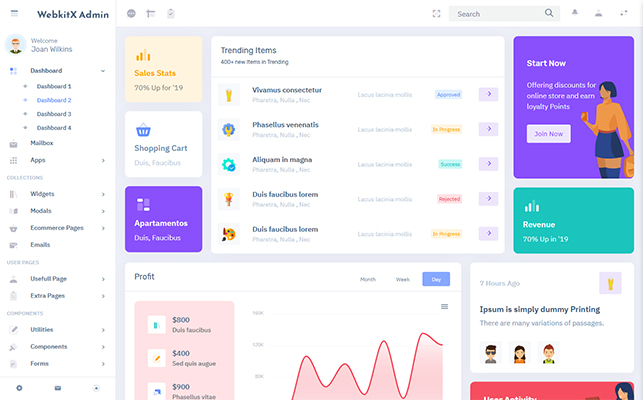 WebkitX Admin
Search
Welcome
Joan Wilkins
Dashboard
Dashboard 1
Dashboard 2
Dashboard 3
Dashboard 4
Mailbox
Apps
COLLECTIONS
Widgets
Modals
Ecommerce Pages
Emails
USER PAGES
Usefull Page
Extra Pages
COMPONENTS
Utilities
Components
Forms
Sales Stats
70% Up for '19
Shopping Cart
Dais, Faucibus
Apartamentos
Duis, Faucibus
Trending Items
400+ new Items in Trending
Vivamus consectetur
Pharetra, Nulla , Nec
Lacus lacinia mollis
Approved
Phasellus venenatis
Pharetra, Nulla , Nec
Lacus lacinia mollis
In Progress
Aliquam in magna
Pharetra, Nulla , Nec
Lacus lacinia mollis
Success
Duis faucibus lorem
Pharetra, Nulla , Nec
Lacus lacinia mollis
Rejected
Duis faucibus lorem
Pharetra, Nulla , Nec
Lacus lacinia mollis
In Progress
Start Now
Offering discounts for
online store and earn
loyalty Points
Join Now
Revenue
70% Up in '19
Profit
Month
Week
Day
$800
Duis faucibus
$400
Sed quis augue
$900
Phasellus vitae
160K
120K
80K
7 Hours Ago
Ipsum is simply dummy Printing
There are many variations of passages.
User Activity